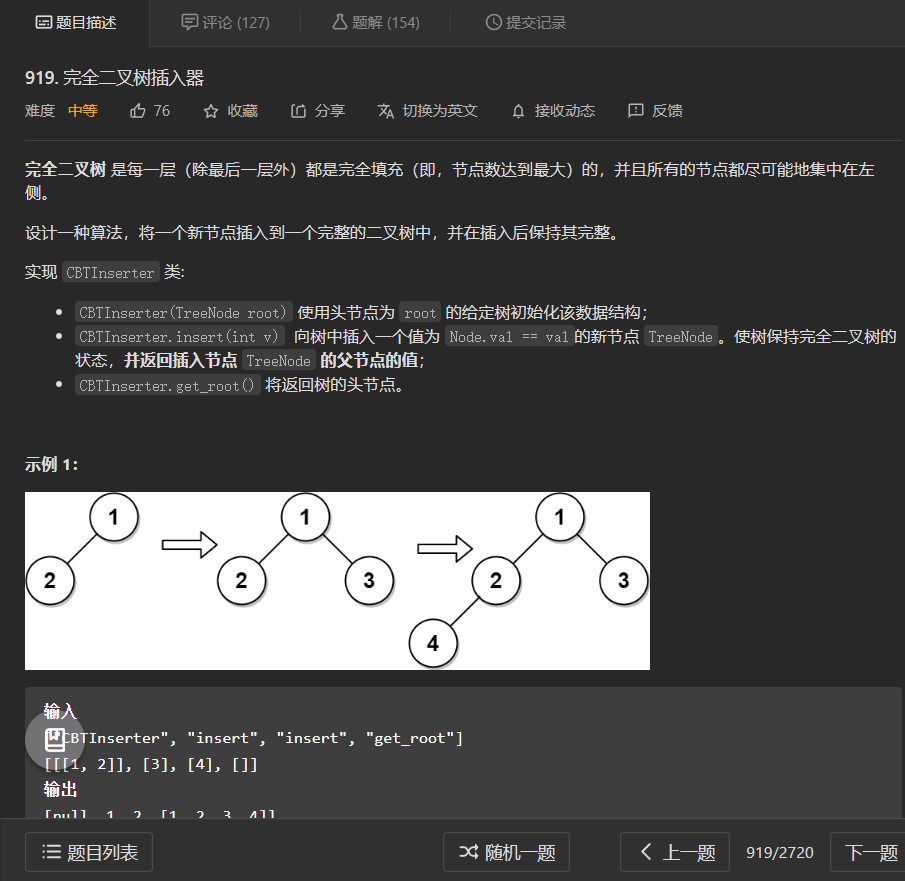 题目描述 评论 (127) 题解 (154) 提交记录
919. 完全二叉树插入器
难度 中等 76 收藏 分享 切换为英文 接收动态 反馈
完全二叉树 是每一层（除最后一层外）都是完全填充（即，节点数达到最大）的，并且所有的节点都尽可能地集中在左
侧。
设计一种算法，将一个新节点插入到一个完整的二叉树中，并在插入后保持其完整。
实现 CBTInserter 类:
CBTInserter(TreeNode root) 使用头节点为 root 的给定树初始化该数据结构；
CBTInserter.insert(int v) 向树中插入一个值为 Node.val == val的新节点 TreeNode。使树保持完全二叉树的
状态，并返回插入节点 TreeNode 的父节点的值；
CBTInserter.get_root() 将返回树的头节点。
示例 1：
1 1 1
2 2 3 2 3
4
输入
CBTInserter", "insert", "insert", "get_root"]
[[[1, 2]], [3], [4], []]
输出
[null, 1, 2, [1, 2, 3, 4]]
题目列表 随机一题 上一题 919/2720 下一题